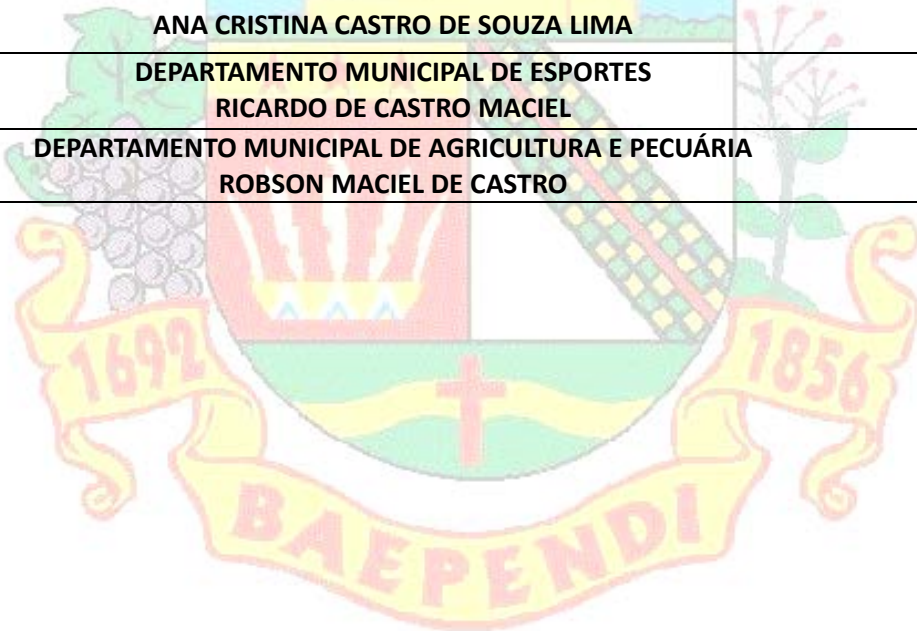 ANA CRISTINA CASTRO DE SOUZA LIMA
DEPARTAMENTO MUNICIPAL DE ESPORTES
RICARDO DE CASTRO MACIEL
DEPARTAMENTO MUNICIPAL DE AGRICULTURA E PECUÁRIA
ROBSON MACIEL DE CASTRO
1692
1856
BAEPENDI